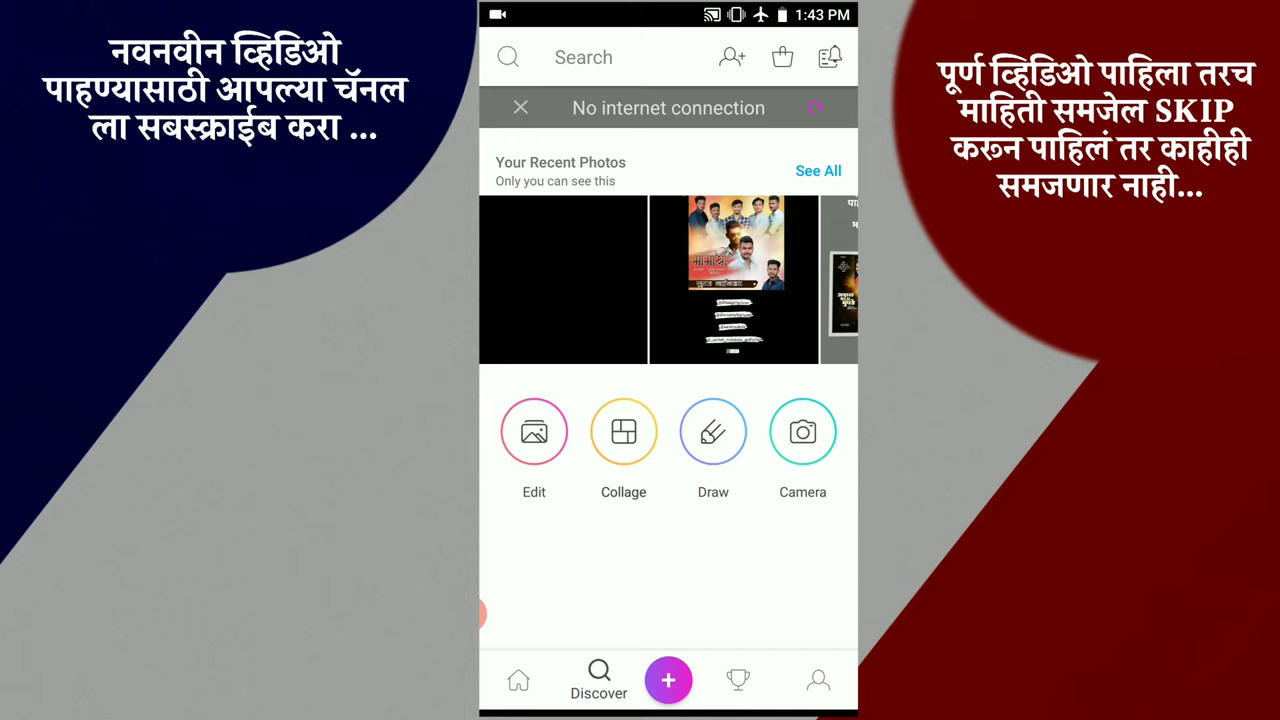 नवनवीन व्हिडिओ
पाहण्यासाठी आपल्या चॅनल
ला सबस्क्राईब करा ...
1:43 PM
Search
No internet connection
Your Recent Photos
Only you can see this
See All
Edit
Collage
Draw
Camera
Discover
पूर्ण व्हिडिओ पाहिला तरच
माहिती समजेल SKIP
करून पाहिलं तर काहीही
समजणार नाही...